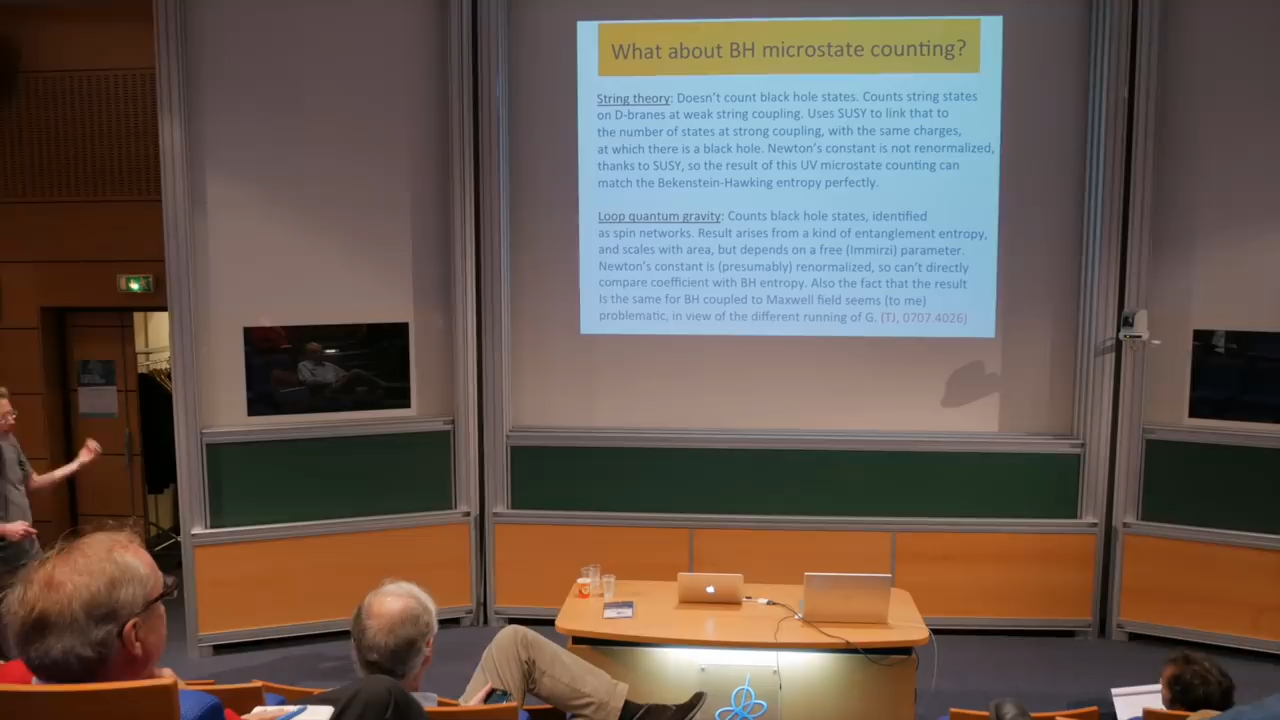 What about BH microstate counting?
String theory: Doesn't count black hole states. Counts string states
on D-branes at weak string coupling. Uses SUSY to link that to
the number of states at strong coupling, with the same charges,
at which there is a black hole. Newton's constant is not renormalized,
thanks to SUSY, so the result of this UV microstate counting can
match the Bekenstein-Hawking entropy perfectly.
Loop quantum gravity: Counts black hole states, identified
as spin networks. Result arises from a kind of entanglement entropy,
and scales with area, but depends on a free (Immirzi) parameter.
Newton's constant is (presumably) renormalized, so can't directly
compare coefficient with BH entropy. Also the fact that the result
Is the same for BH coupled to Maxwell field seems (to me)
problematic, in view of the different running of G. (TJ, 0707.4026)